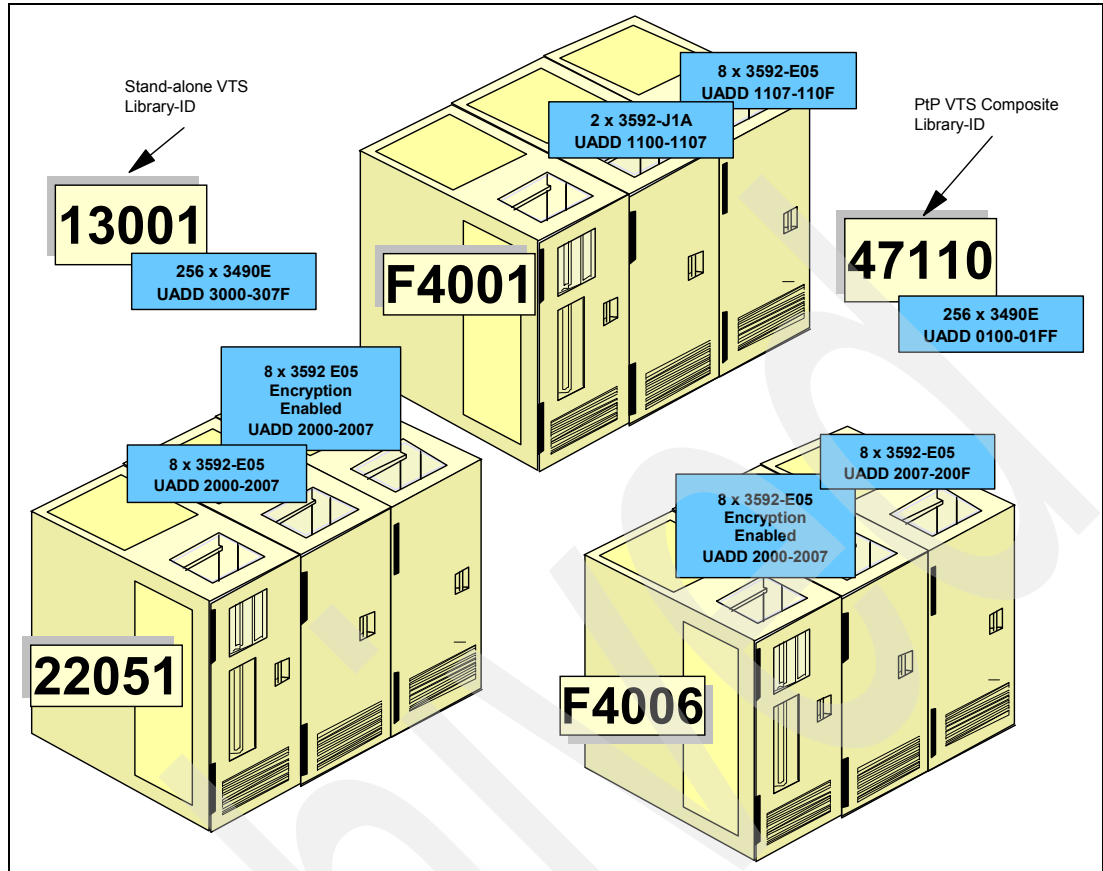 Stand-alone VTS
Library-ID
13001
256 x 3490E
UADD 3000-307F
8 x 3592-E05
UADD 1107-110F
2 x 3592-J1A
UADD 1100-1107
F4001
PtP VTS Composite
Library-ID
47110
256 x 3490E
UADD 0100-01FF
8 x 3592 E05
Encryption
Enabled
UADD 2000-2007
8 x 3592-E05
UADD 2000-2007
22051
8 x 3592-E05
UADD 2007-200F
8 x 3592-E05
Encryption
Enabled
UADD 2000-2007
F4006